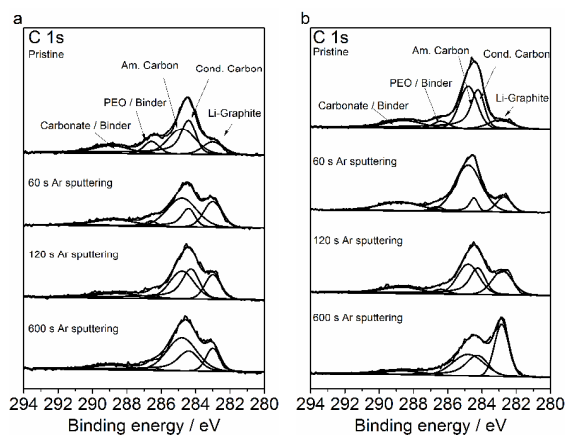 a
C 1s
Pristine
Am. Carbon
Cond. Carbon
PEO / Binder
Li-Graphite
Carbonate / Binder
60 s Ar sputtering
120 s Ar sputtering
600 s Ar sputtering
294 292 290 288 286 284 282 280
Binding energy / eV
b
C 1s
Pristine
Am. Carbon
Cond. Carbon
PEO / Binder
Li-Graphite
Carbonate / Binder
60 s Ar sputtering
120 s Ar sputtering
600 s Ar sputtering
294 292 290 288 286 284 282 280
Binding energy / eV